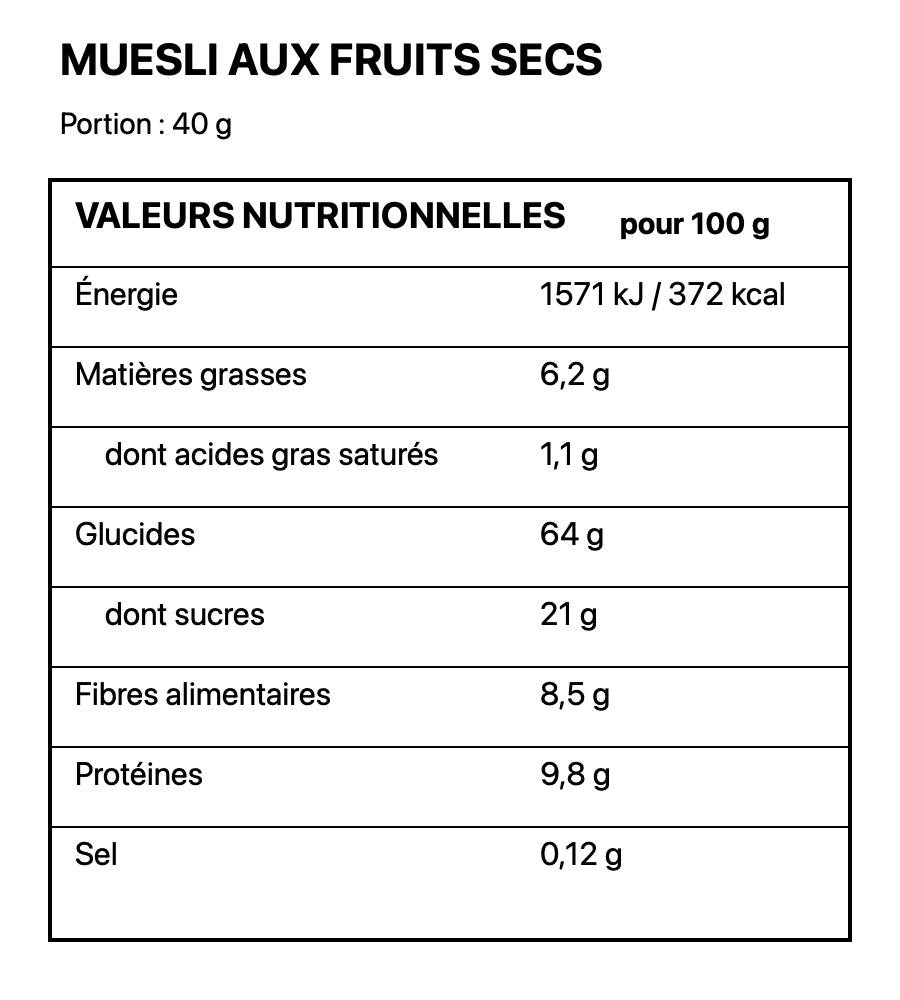 MUESLI AUX FRUITS SECS
Portion : 40 g
VALEURS NUTRITIONNELLES pour 100 g
Énergie 1571 kJ / 372 kcal
Matières grasses 6,2 g
dont acides gras saturés 1,1 g
Glucides 64 g
dont sucres 21 g
Fibres alimentaires 8,5 g
Protéines 9,8 g
Sel 0,12 g